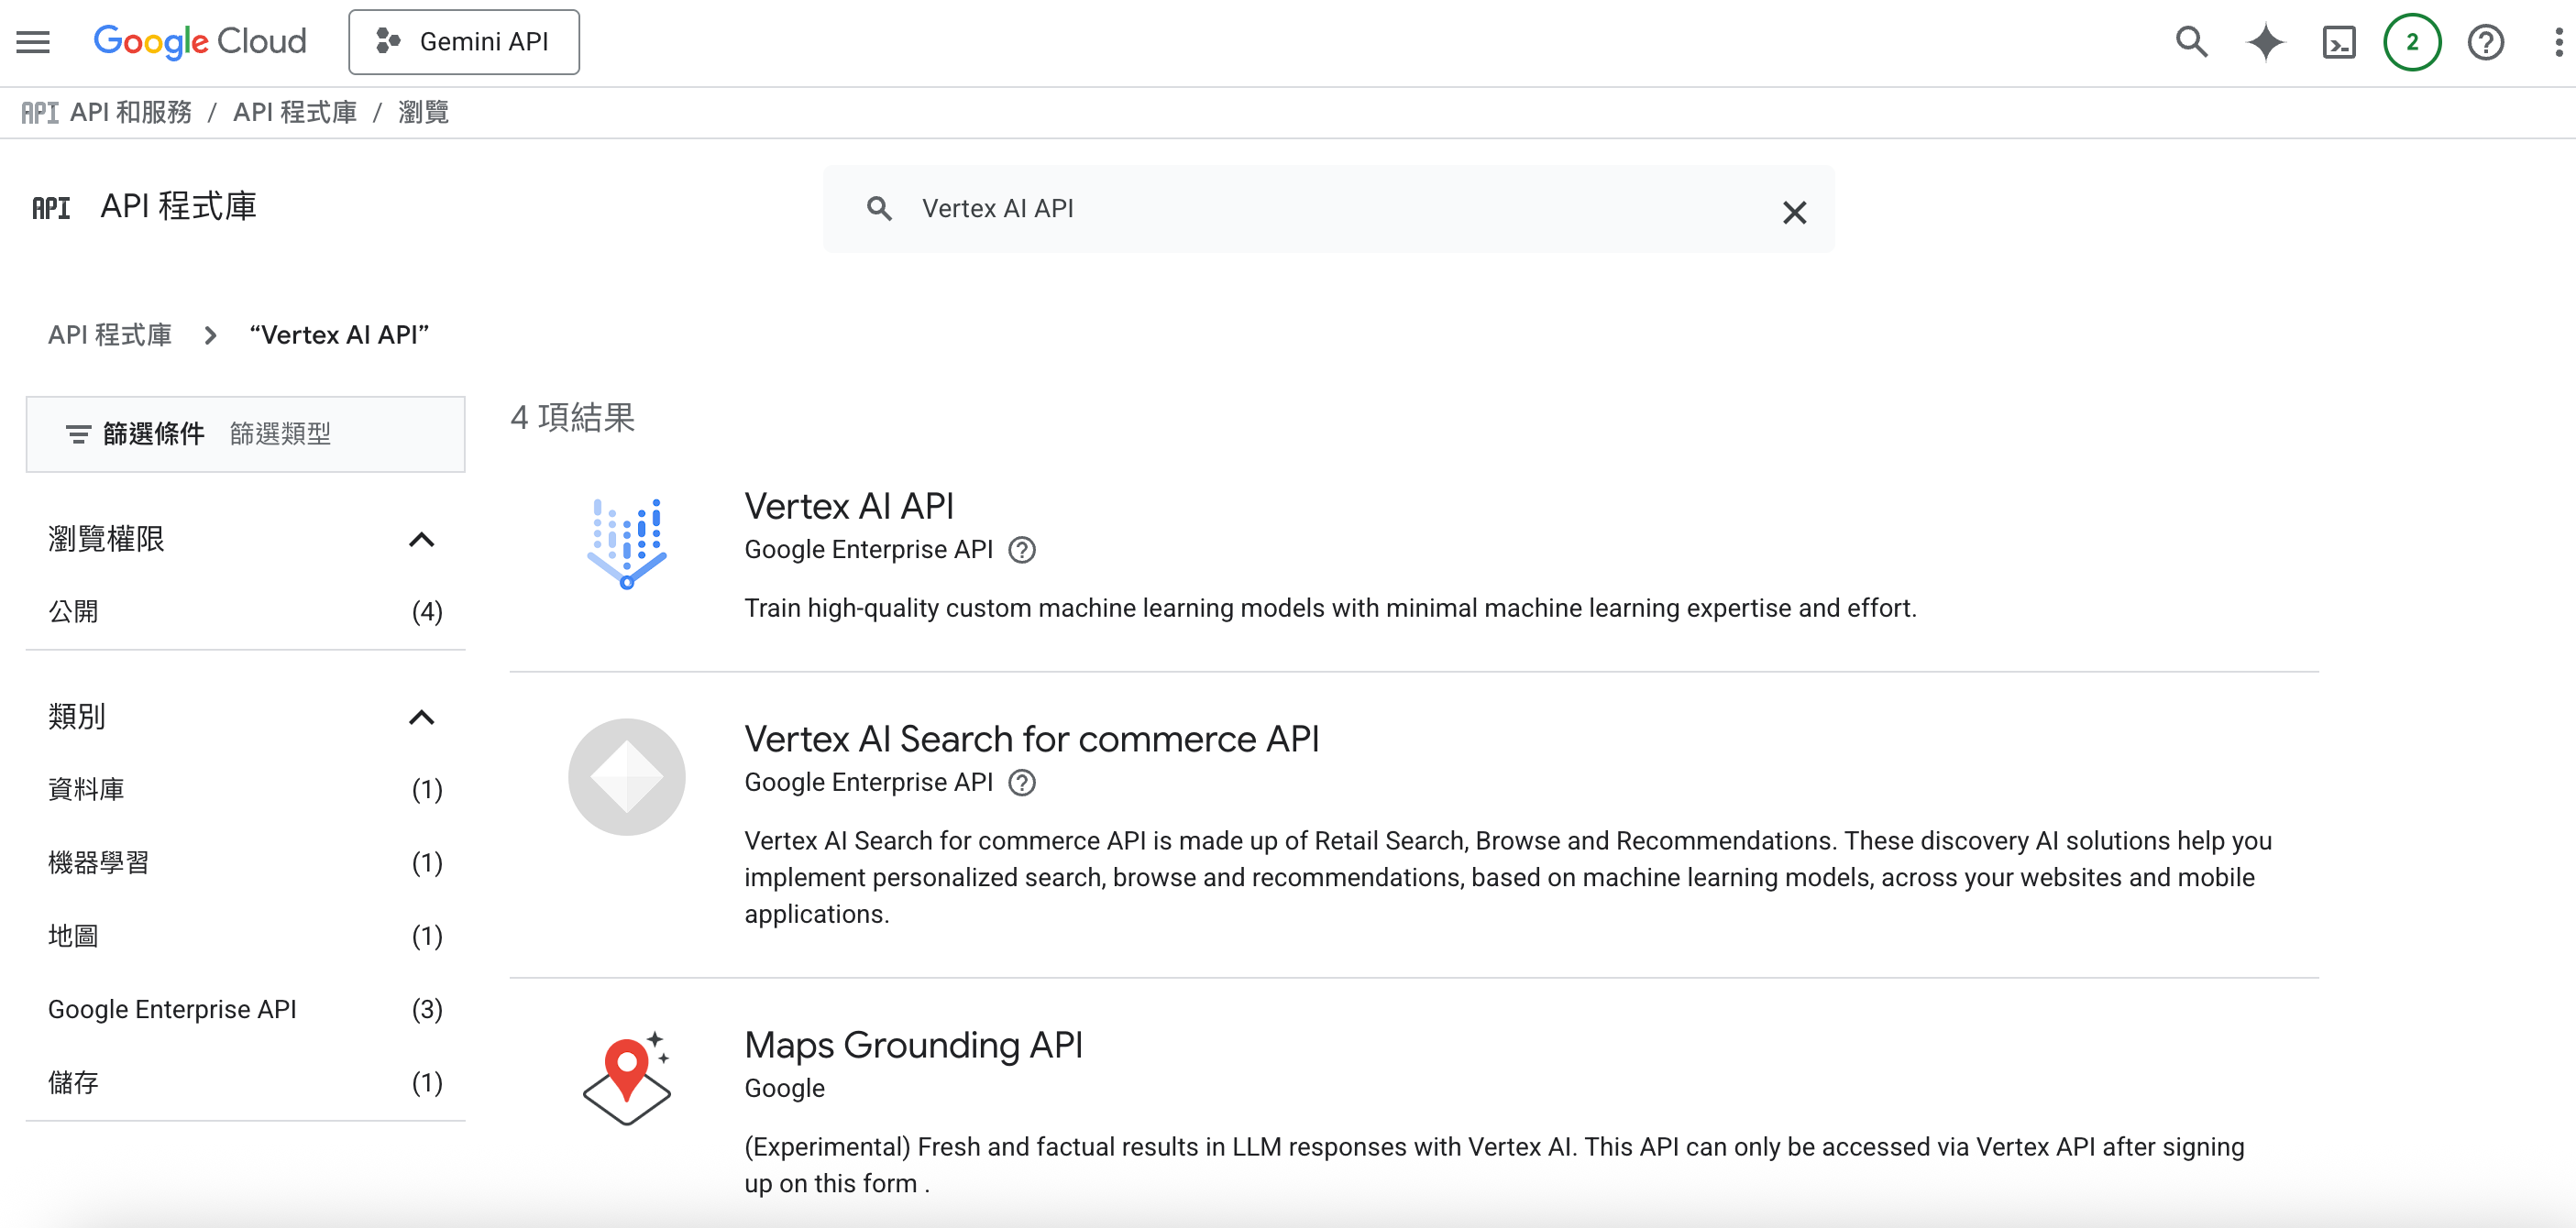 Google Cloud
Gemini API
2
API API 和服務 / API 程式庫 / 瀏覽
API API 程式庫
Vertex AI API
API 程式庫 > “Vertex AI API”
篩選條件 篩選類型
瀏覽權限
公開 (4)
類別
資料庫 (1)
機器學習 (1)
地圖 (1)
Google Enterprise API (3)
儲存 (1)
4 項結果
Vertex AI API
Google Enterprise API
Train high-quality custom machine learning models with minimal machine learning expertise and effort.
Vertex AI Search for commerce API
Google Enterprise API
Vertex AI Search for commerce API is made up of Retail Search, Browse and Recommendations. These discovery AI solutions help you
implement personalized search, browse and recommendations, based on machine learning models, across your websites and mobile
applications.
Maps Grounding API
Google
(Experimental) Fresh and factual results in LLM responses with Vertex AI. This API can only be accessed via Vertex API after signing
up on this form .